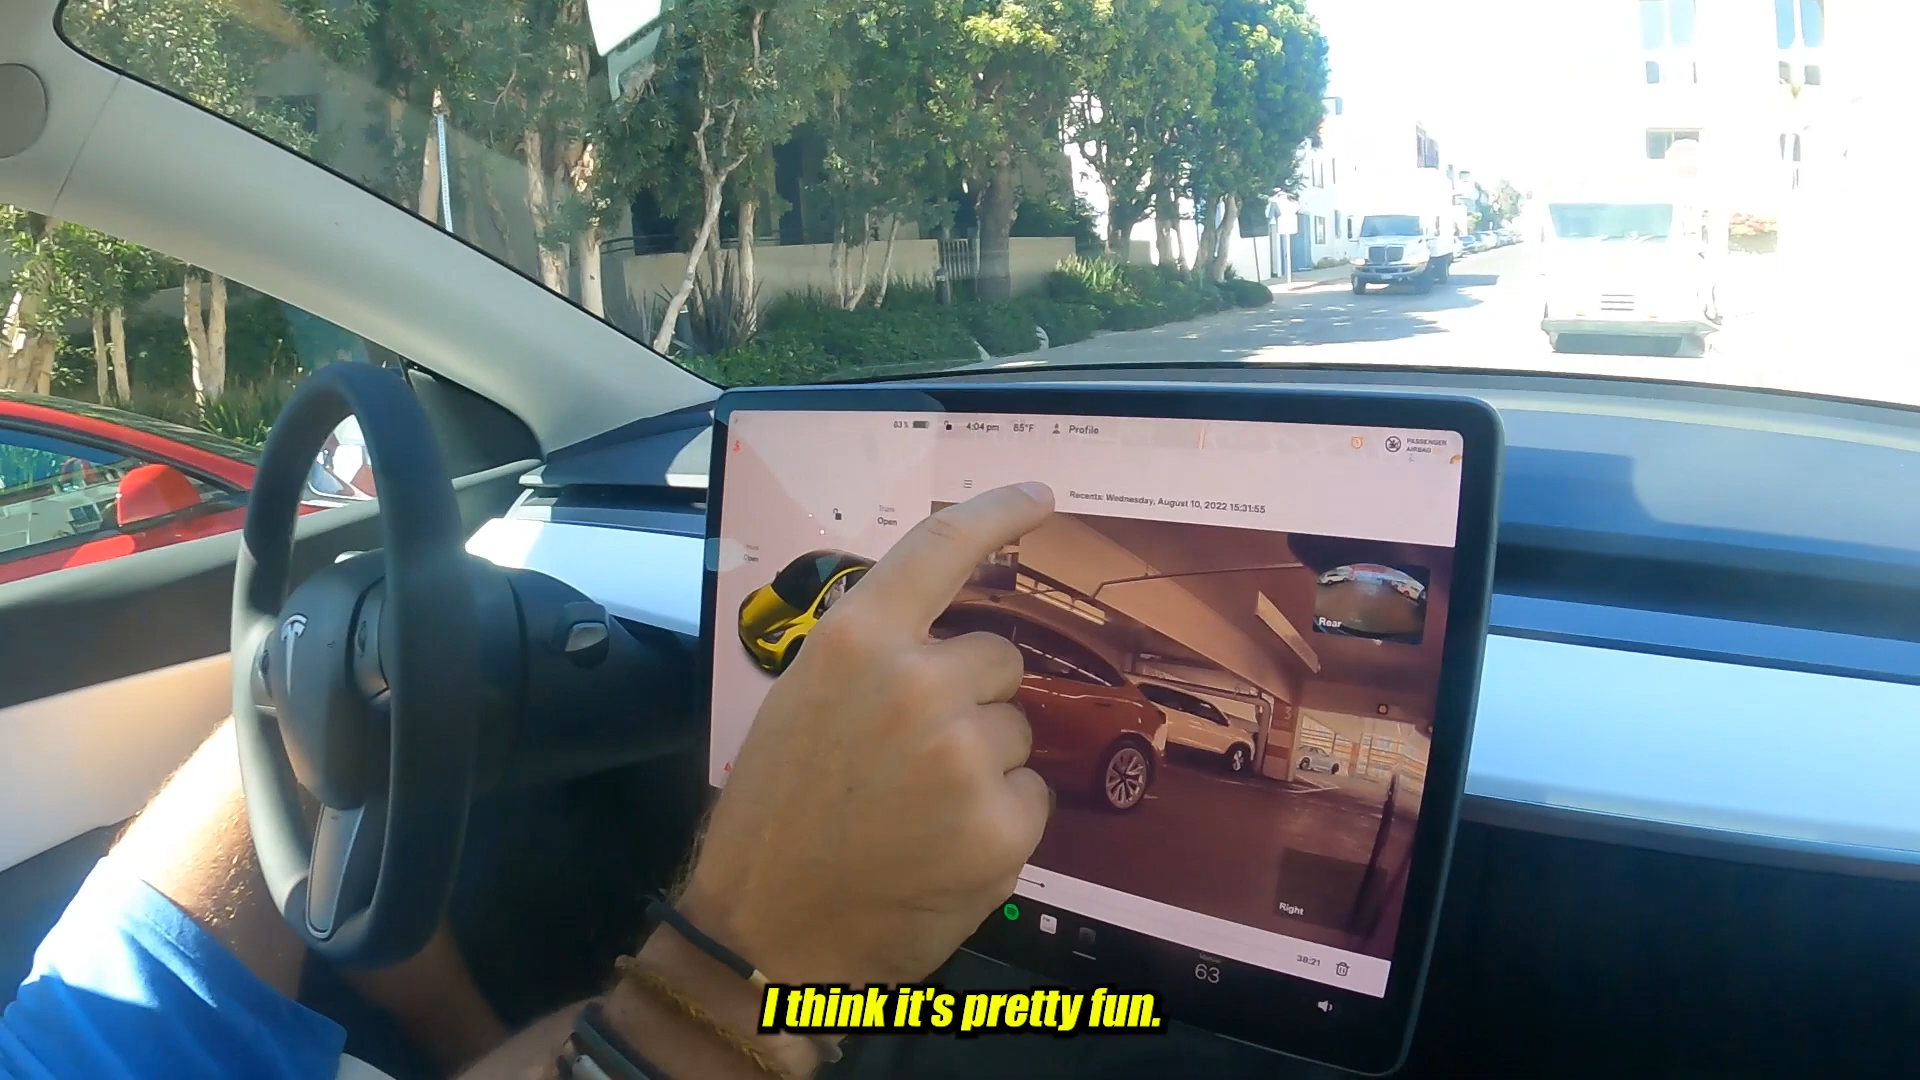 83 %
4:04 pm
85°F
Profile
PASSENGER
AIRBAG
Recents: Wednesday, August 10, 2022 15:31:55
Trunk
Open
Open
Rear
Right
38:21
63
I think it's pretty fun.